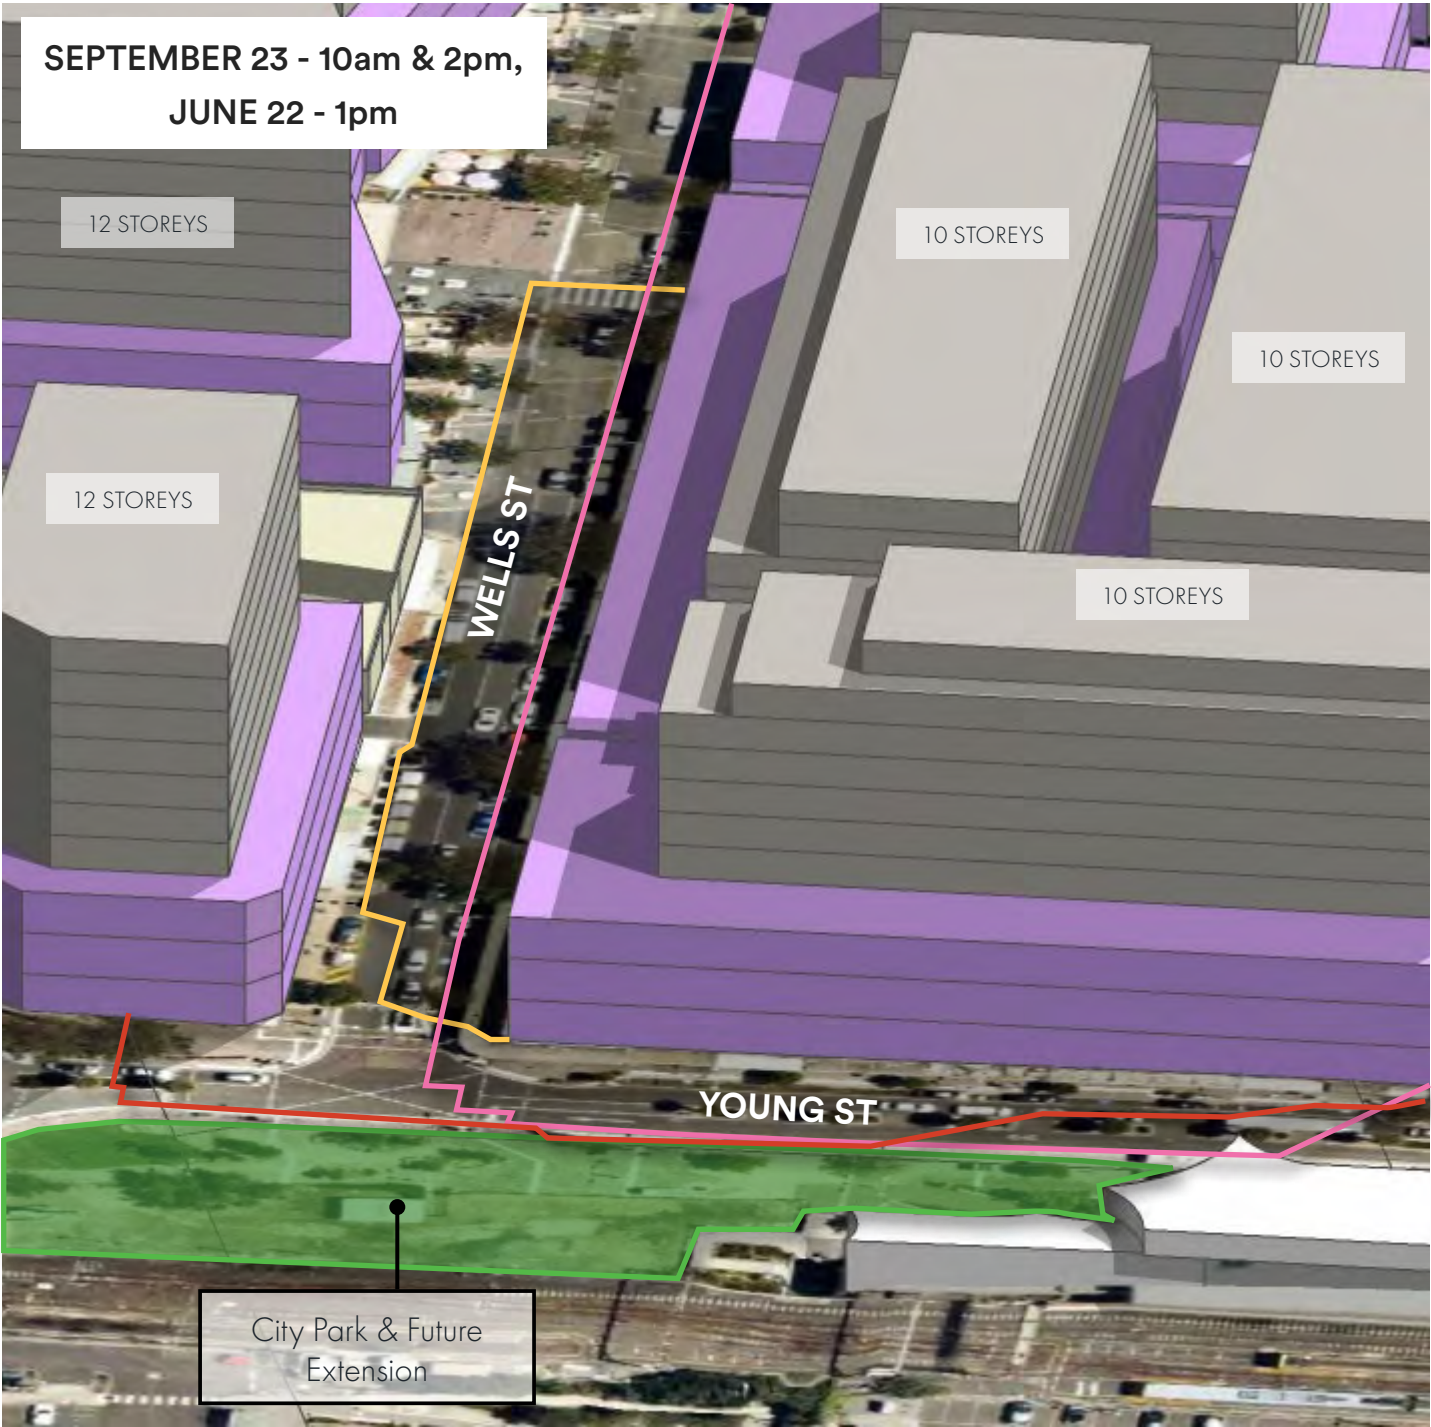 SEPTEMBER 23 - 10am & 2pm,
JUNE 22 - 1pm
12 STOREYS
10 STOREYS
10 STOREYS
12 STOREYS
WELLS ST
10 STOREYS
YOUNG ST
City Park & Future
Extension